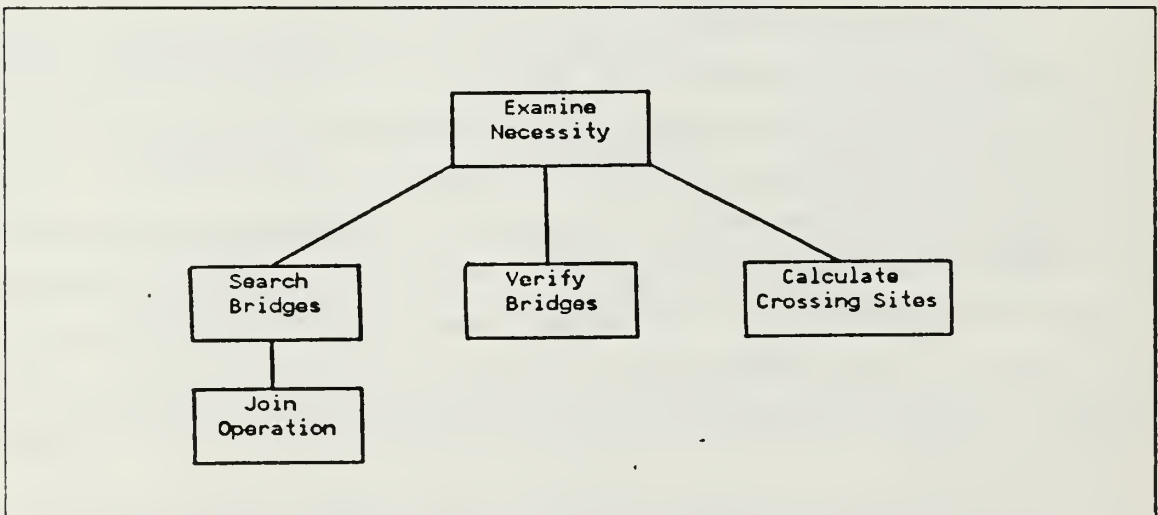 Examine
Necessity
Search
Bridges
Verify
Bridges
Calculate
Crossing Sites
Join
Operation